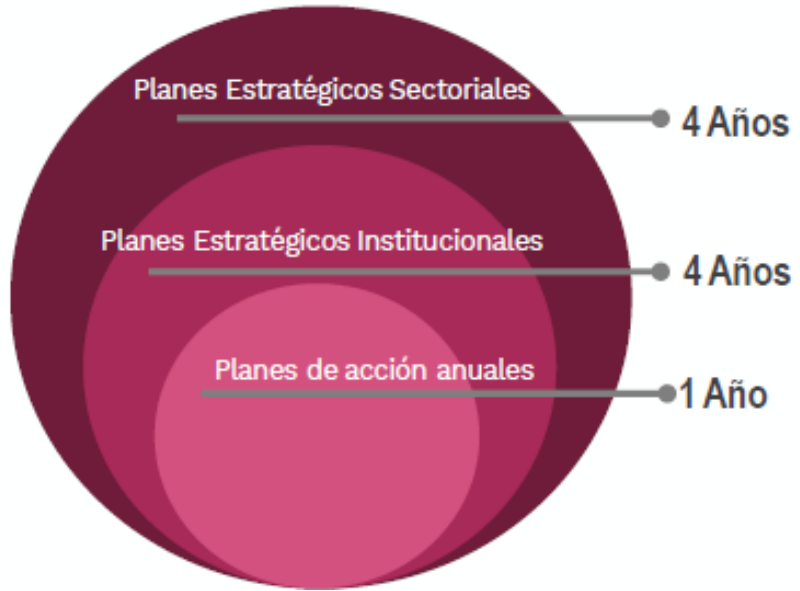 Planes Estratégicos Sectoriales
4 Años
Planes Estratégicos Institucionales
4 Años
Planes de acción anuales
1 Año